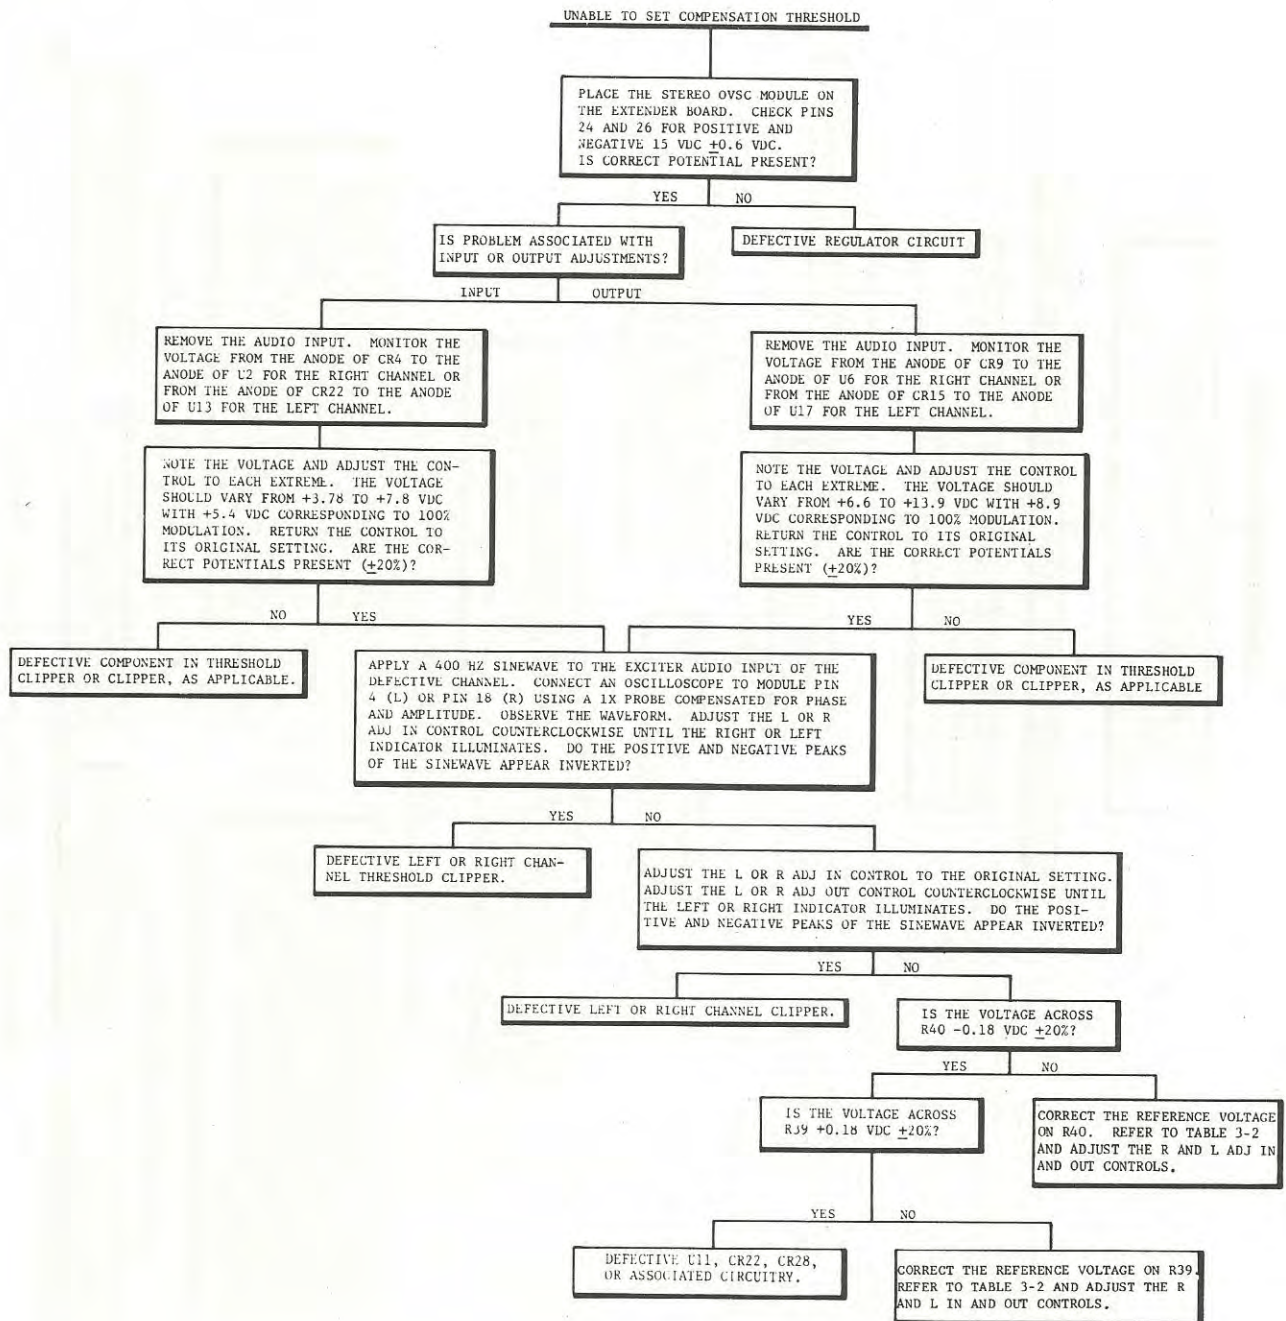 UNABLE TO SET COMPENSATION THRESHOLD
PLACE THE STEREO OVSC MODULE ON
THE EXTENDER BOARD. CHECK PINS
24 AND 26 FOR POSITIVE AND
NEGATIVE 15 VDC ±0.6 VDC.
IS CORRECT POTENTIAL PRESENT?
YES NO
IS PROBLEM ASSOCIATED WITH
INPUT OR OUTPUT ADJUSTMENTS?
DEFECTIVE REGULATOR CIRCUIT
INPUT OUTPUT
REMOVE THE AUDIO INPUT. MONITOR THE
VOLTAGE FROM THE ANODE OF CR4 TO THE
ANODE OF U2 FOR THE RIGHT CHANNEL OR
FROM THE ANODE OF CR22 TO THE ANODE
OF U13 FOR THE LEFT CHANNEL.
REMOVE THE AUDIO INPUT. MONITOR THE
VOLTAGE FROM THE ANODE OF CR9 TO THE
ANODE OF U6 FOR THE RIGHT CHANNEL OR
FROM THE ANODE OF CR15 TO THE ANODE
OF U17 FOR THE LEFT CHANNEL.
NOTE THE VOLTAGE AND ADJUST THE CON-
TROL TO EACH EXTREME. THE VOLTAGE
SHOULD VARY FROM +3.78 TO +7.8 VDC
WITH +5.4 VDC CORRESPONDING TO 100%
MODULATION. RETURN THE CONTROL TO
ITS ORIGINAL SETTING. ARE THE COR-
RECT POTENTIALS PRESENT (±20%)?
NOTE THE VOLTAGE AND ADJUST THE CONTROL
TO EACH EXTREME. THE VOLTAGE SHOULD
VARY FROM +6.6 TO +13.9 VDC WITH +8.9
VDC CORRESPONDING TO 100% MODULATION.
RETURN THE CONTROL TO ITS ORIGINAL
SETTING. ARE THE CORRECT POTENTIALS
PRESENT (±20%)?
NO YES
YES NO
DEFECTIVE COMPONENT IN THRESHOLD
CLIPPER OR CLIPPER, AS APPLICABLE.
APPLY A 400 HZ SINEWAVE TO THE EXCITER AUDIO INPUT OF THE
DEFECTIVE CHANNEL. CONNECT AN OSCILLOSCOPE TO MODULE PIN
4 (L) OR PIN 18 (R) USING A 1X PROBE COMPENSATED FOR PHASE
AND AMPLITUDE. OBSERVE THE WAVEFORM. ADJUST THE L OR R
ADJ IN CONTROL COUNTERCLOCKWISE UNTIL THE RIGHT OR LEFT
INDICATOR ILLUMINATES. DO THE POSITIVE AND NEGATIVE PEAKS
OF THE SINEWAVE APPEAR INVERTED?
DEFECTIVE COMPONENT IN THRESHOLD
CLIPPER OR CLIPPER, AS APPLICABLE
YES NO
DEFECTIVE LEFT OR RIGHT CHAN-
NEL THRESHOLD CLIPPER.
ADJUST THE L OR R ADJ IN CONTROL TO THE ORIGINAL SETTING.
ADJUST THE L OR R ADJ OUT CONTROL COUNTERCLOCKWISE UNTIL
THE LEFT OR RIGHT INDICATOR ILLUMINATES. DO THE POSI-
TIVE AND NEGATIVE PEAKS OF THE SINEWAVE APPEAR INVERTED?
YES NO
DEFECTIVE LEFT OR RIGHT CHANNEL CLIPPER.
IS THE VOLTAGE ACROSS
R40 -0.18 VDC ±20%?
YES NO
IS THE VOLTAGE ACROSS
R39 +0.18 VDC ±20%?
CORRECT THE REFERENCE VOLTAGE
ON R40. REFER TO TABLE 3-2
AND ADJUST THE R AND L ADJ IN
AND OUT CONTROLS.
YES NO
DEFECTIVE U11, CR22, CR28,
OR ASSOCIATED CIRCUITRY.
CORRECT THE REFERENCE VOLTAGE ON R39.
REFER TO TABLE 3-2 AND ADJUST THE R
AND L IN AND OUT CONTROLS.